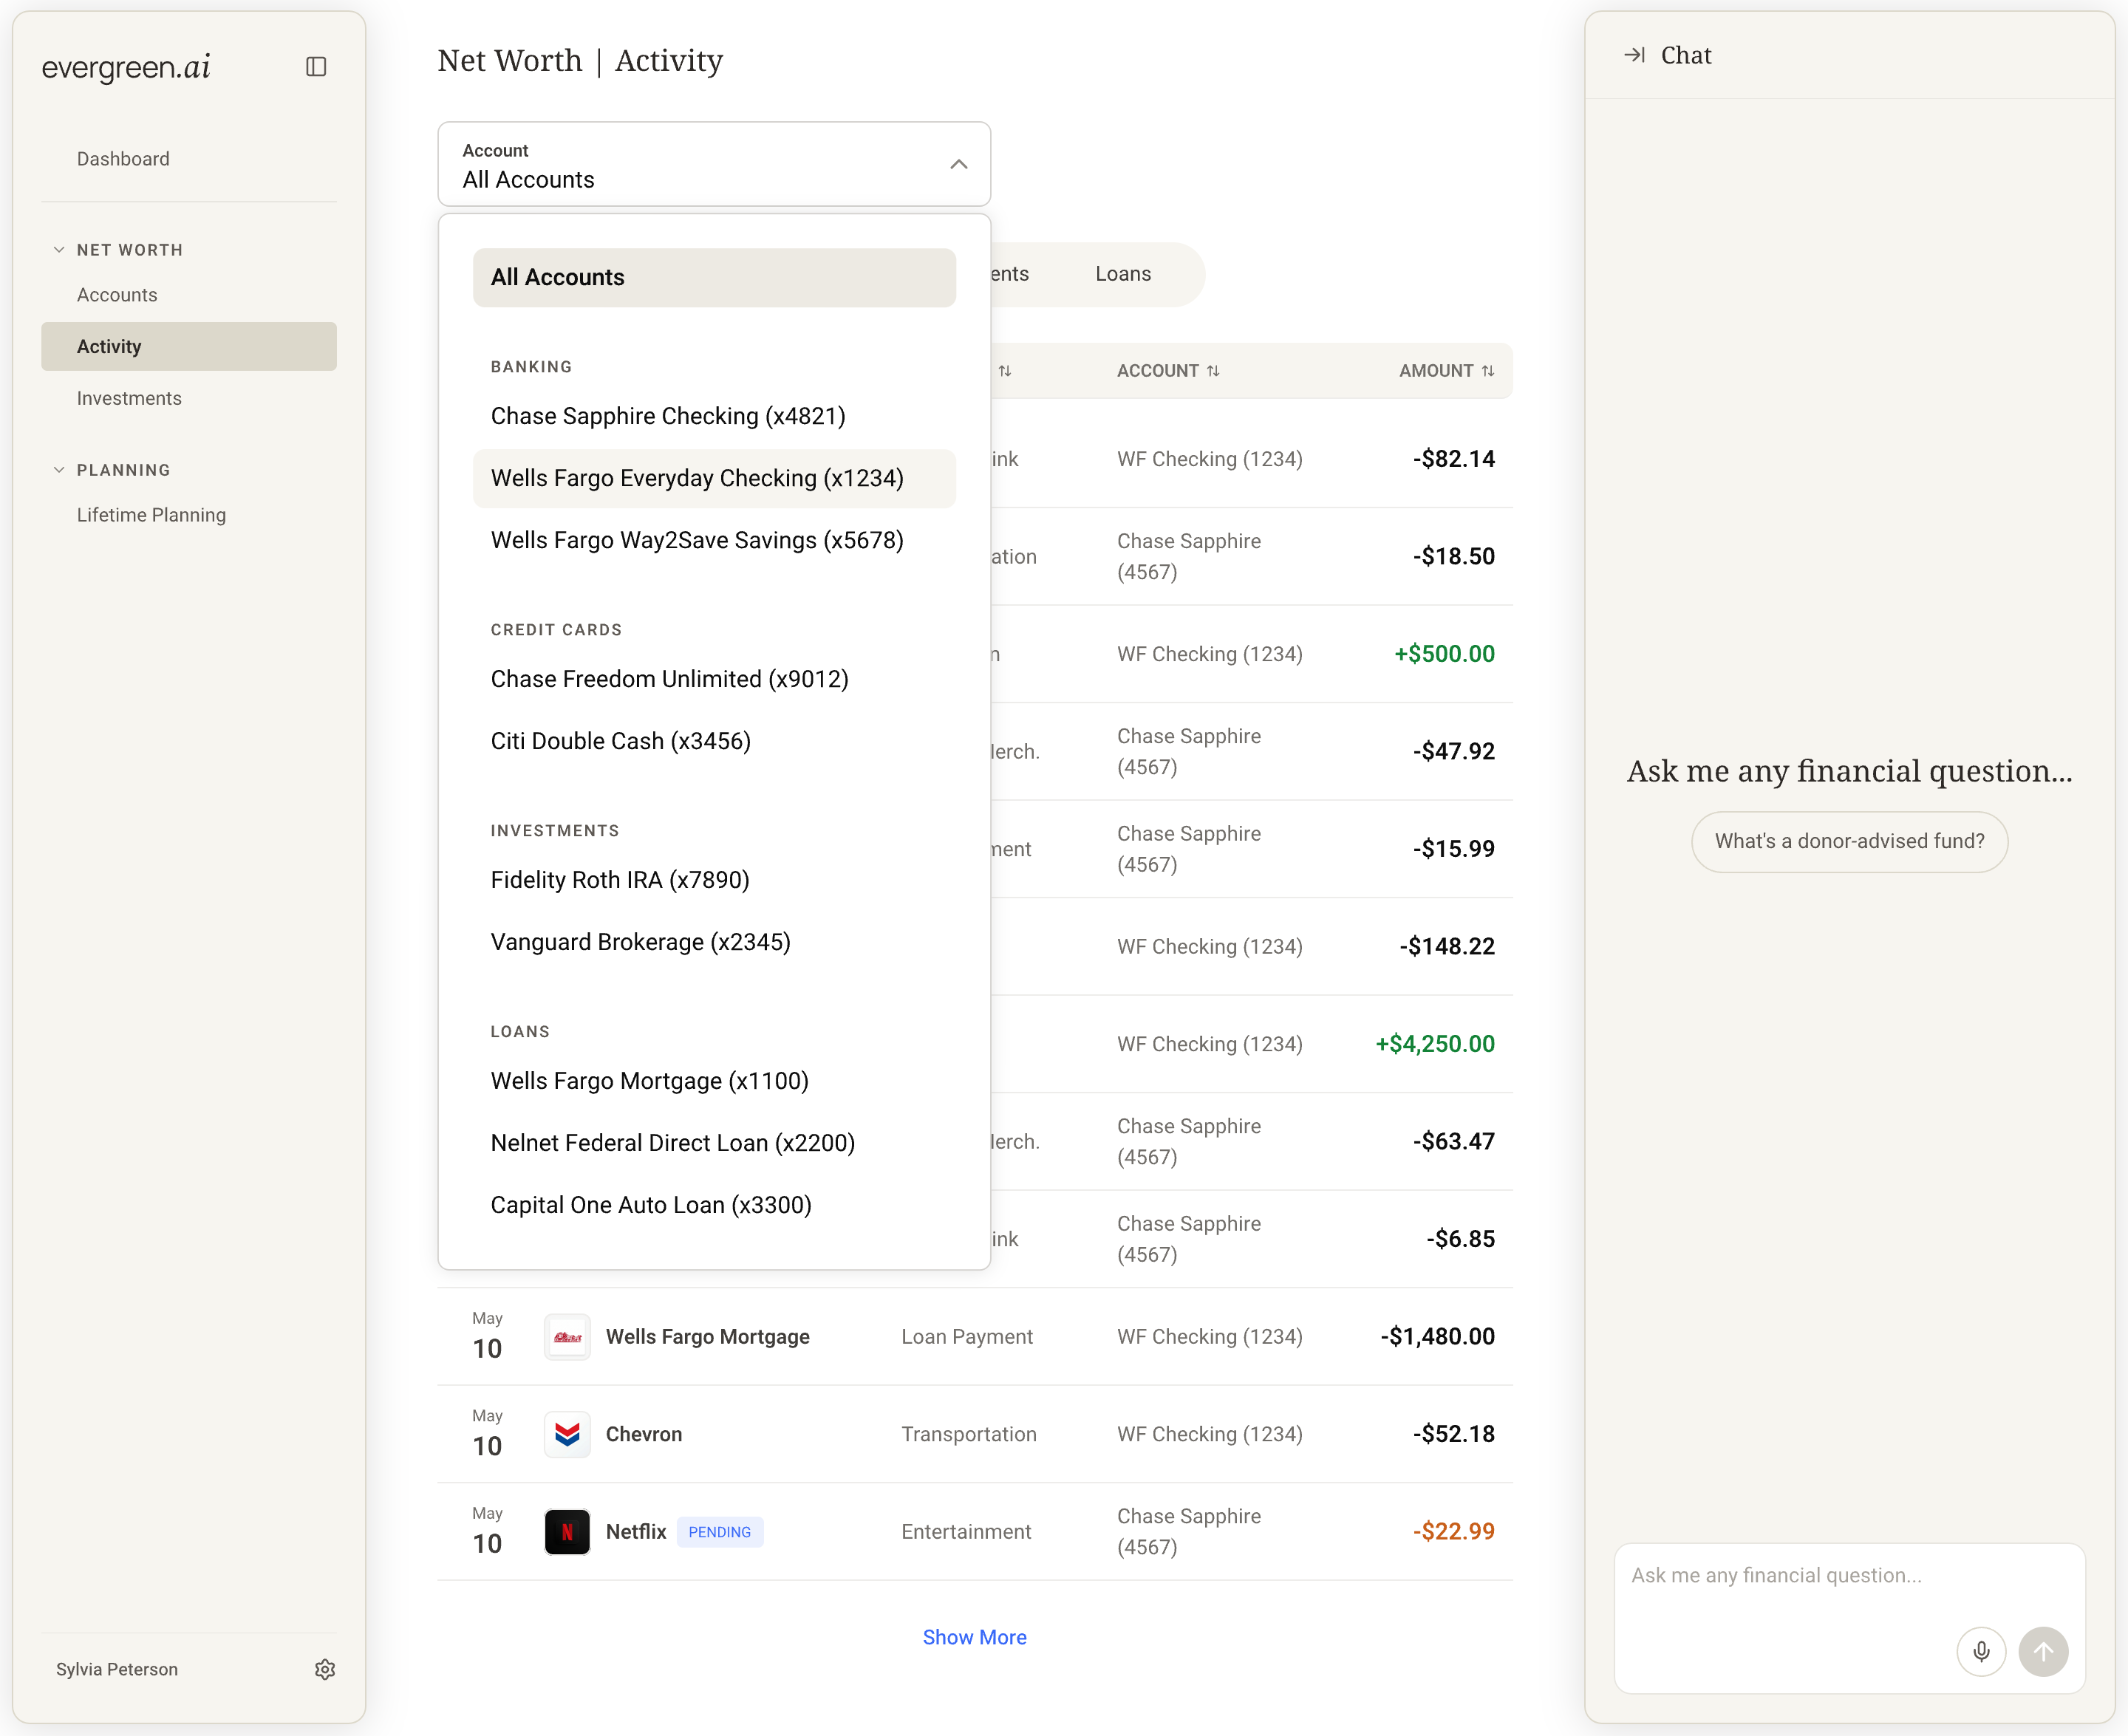 evergreen.ai
Dashboard
NET WORTH
Accounts
Activity
Investments
PLANNING
Lifetime Planning
Sylvia Peterson
Net Worth | Activity
Account
All Accounts
All Accounts
BANKING
Chase Sapphire Checking (x4821)
Wells Fargo Everyday Checking (x1234)
Wells Fargo Way2Save Savings (x5678)
CREDIT CARDS
Chase Freedom Unlimited (x9012)
Citi Double Cash (x3456)
INVESTMENTS
Fidelity Roth IRA (x7890)
Vanguard Brokerage (x2345)
LOANS
Wells Fargo Mortgage (x1100)
Nelnet Federal Direct Loan (x2200)
Capital One Auto Loan (x3300)
ents Loans
ACCOUNT AMOUNT
ink WF Checking (1234) -$82.14
ation Chase Sapphire (4567) -$18.50
n WF Checking (1234) +$500.00
lerch. Chase Sapphire (4567) -$47.92
ment Chase Sapphire (4567) -$15.99
WF Checking (1234) -$148.22
WF Checking (1234) +$4,250.00
lerch. Chase Sapphire (4567) -$63.47
ink Chase Sapphire (4567) -$6.85
May 10 Wells Fargo Mortgage Loan Payment WF Checking (1234) -$1,480.00
May 10 Chevron Transportation WF Checking (1234) -$52.18
May 10 N Netflix PENDING Entertainment Chase Sapphire (4567) -$22.99
Show More
Chat
Ask me any financial question...
What's a donor-advised fund?
Ask me any financial question...